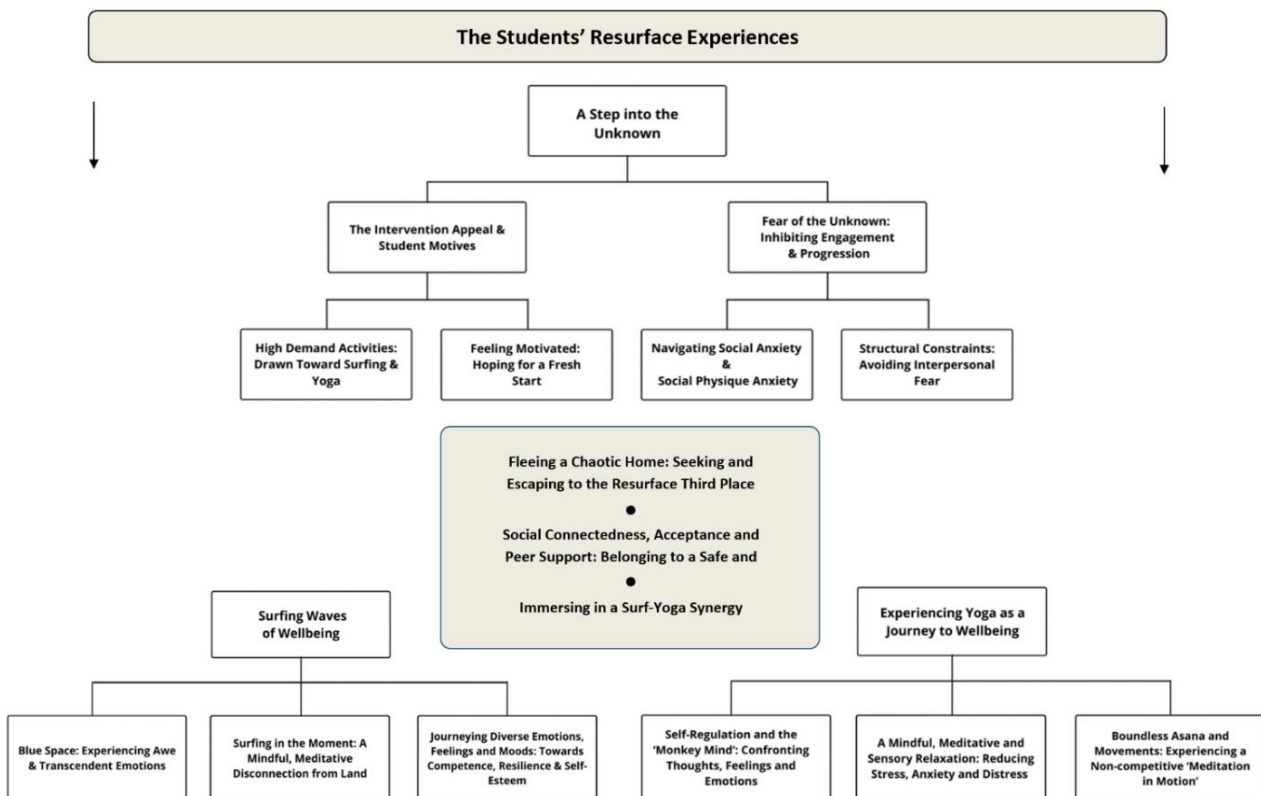 The Students’ Resurface Experiences
A Step into the
Unknown
The Intervention Appeal &
Student Motives
Fear of the Unknown:
Inhibiting Engagement
& Progression
High Demand Activities:
Drawn Toward Surfing &
Yoga
Feeling Motivated:
Hoping for a Fresh
Start
Navigating Social Anxiety
&
Social Physique Anxiety
Structural Constraints:
Avoiding Interpersonal
Fear
Fleeing a Chaotic Home: Seeking and
Escaping to the Resurface Third Place
●
Social Connectedness, Acceptance and
Peer Support: Belonging to a Safe and
●
Immersing in a Surf-Yoga Synergy
Surfing Waves
of Wellbeing
Experiencing Yoga as a
Journey to Wellbeing
Blue Space: Experiencing Awe
& Transcendent Emotions
Surfing in the Moment: A
Mindful, Meditative
Disconnection from Land
Journeying Diverse Emotions,
Feelings and Moods: Towards
Competence, Resilience & Self-
Esteem
Self-Regulation and the
‘Monkey Mind’: Confronting
Thoughts, Feelings and
Emotions
A Mindful, Meditative and
Sensory Relaxation: Reducing
Stress, Anxiety and Distress
Boundless Asana and
Movements: Experiencing a
Non-competitive ‘Meditation
in Motion’